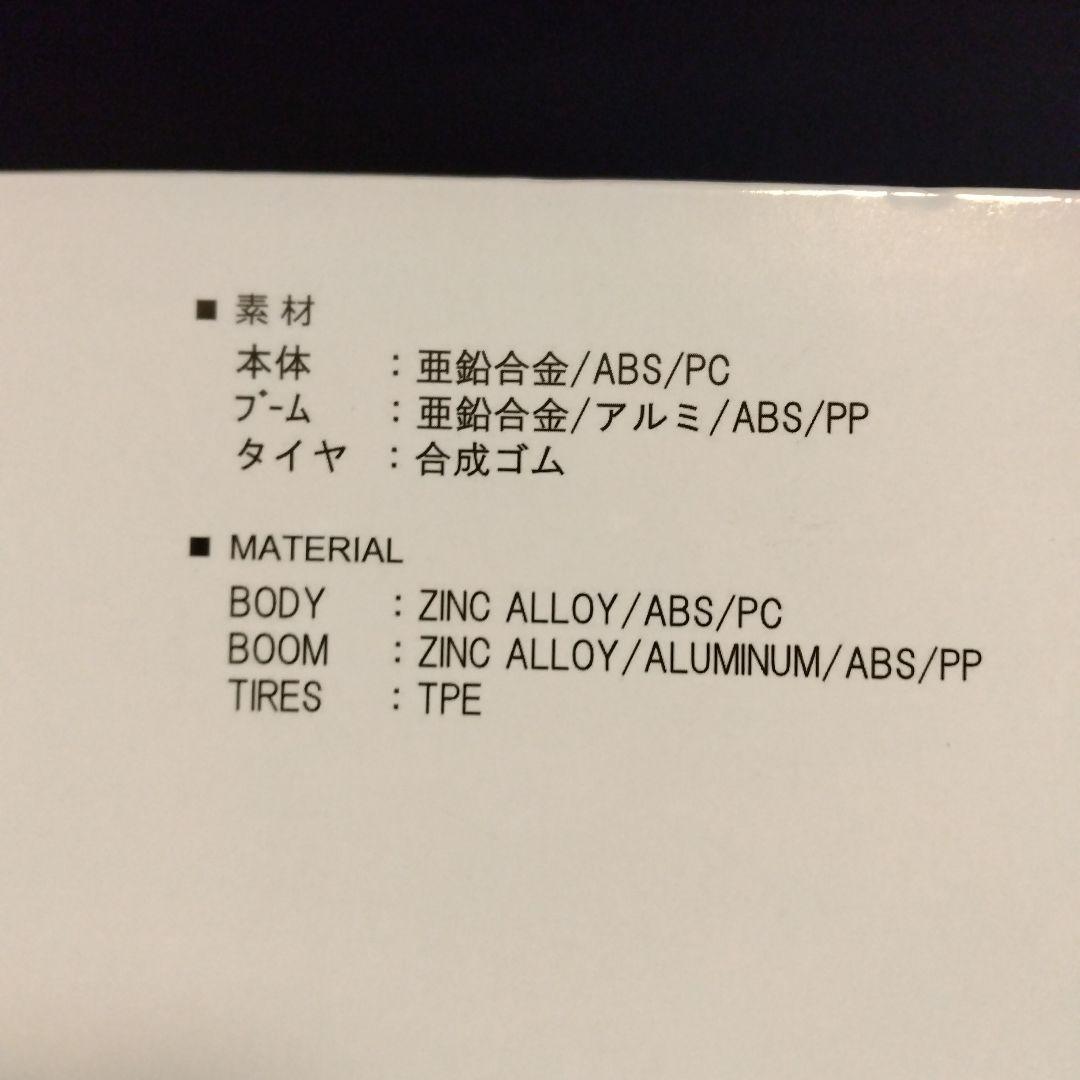 ■ 素材
本体 : 亜鉛合金/ABS/PC
ﾌﾞｰム : 亜鉛合金/アルミ/ABS/PP
タイヤ : 合成ゴム
■ MATERIAL
BODY : ZINC ALLOY/ABS/PC
BOOM : ZINC ALLOY/ALUMINUM/ABS/PP
TIRES : TPE